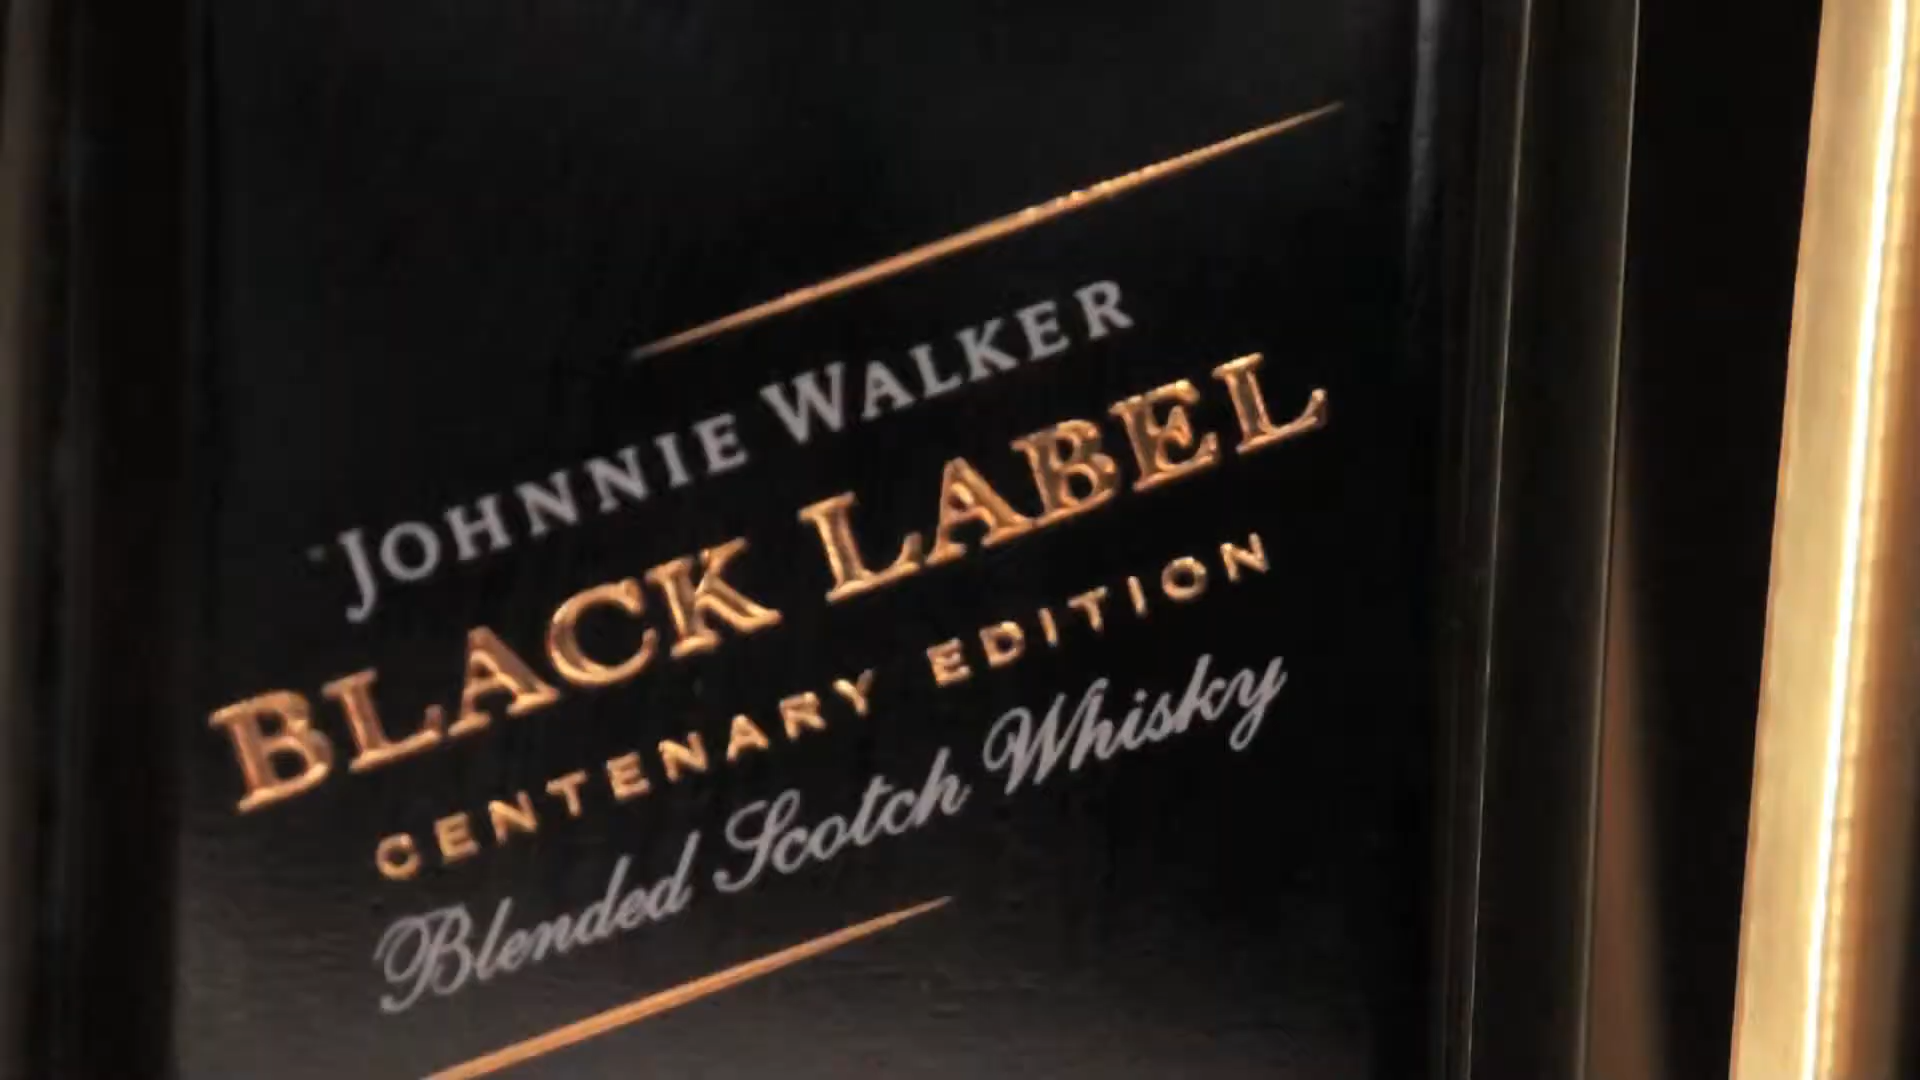 JOHNNIE WALKER
BLACK LABEL
CENTENARY EDITION
Blended Scotch Whisky